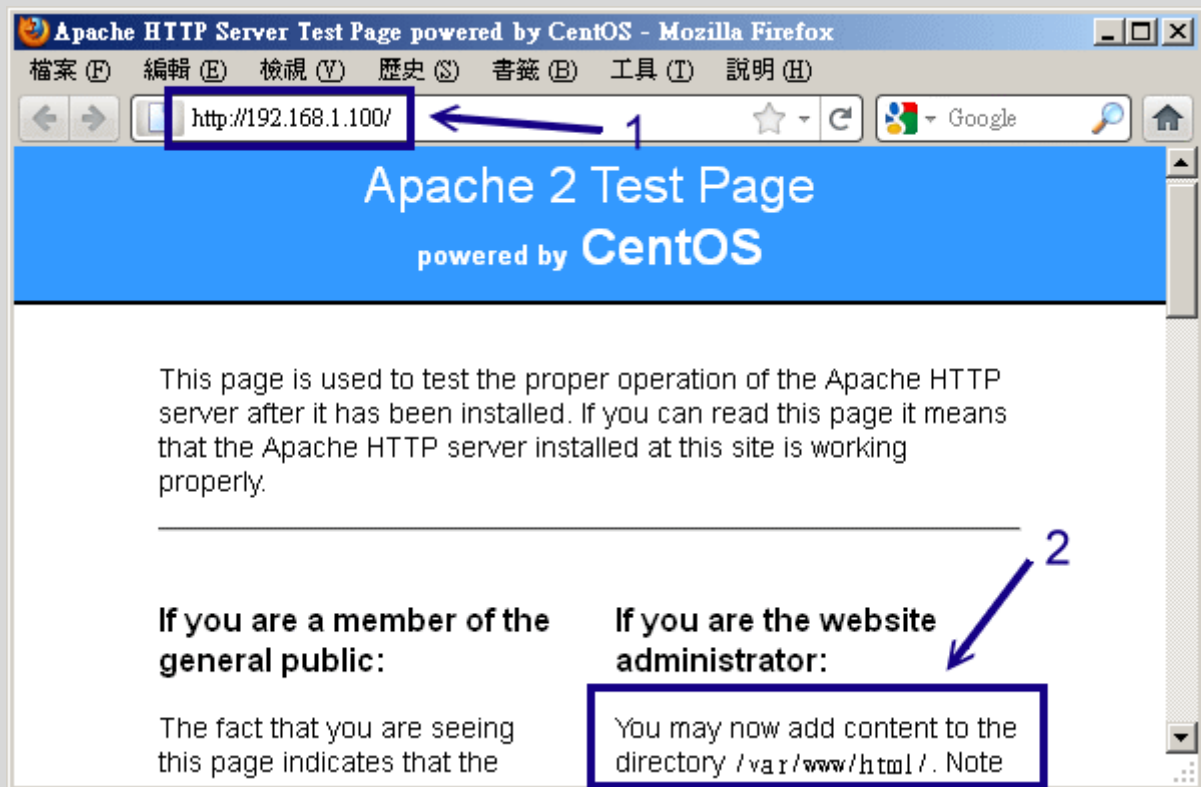 Apache HTTP Server Test Page powered by CentOS - Mozilla Firefox
檔案 (F) 編輯 (E) 檢視 (V) 歷史 (S) 書籤 (B) 工具 (T) 說明 (H)
http://192.168.1.100/
Google
1
Apache 2 Test Page
powered by CentOS
This page is used to test the proper operation of the Apache HTTP
server after it has been installed. If you can read this page it means
that the Apache HTTP server installed at this site is working
properly.
2
If you are a member of the
general public:
The fact that you are seeing
this page indicates that the
If you are the website
administrator:
You may now add content to the
directory /var/www/html/. Note